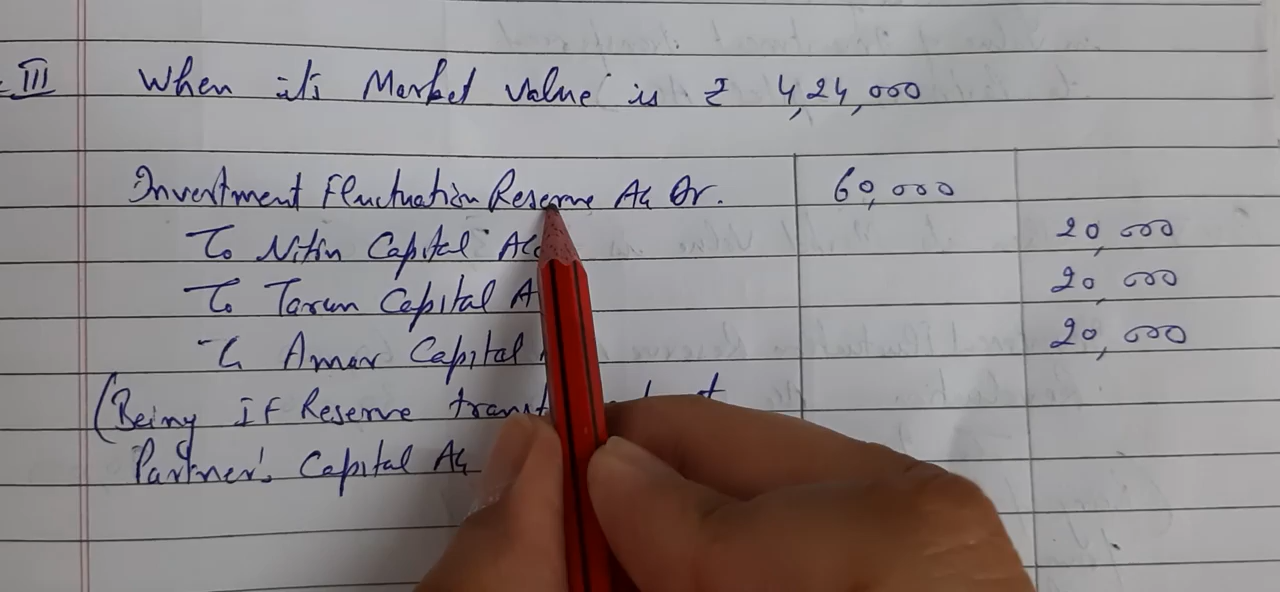 III When its Market value is ₹ 4,24,000
Investment Fluctuation Reserve A/c Dr. 60,000
To Nitin Capital A/c 20,000
To Tarun Capital A 20,000
To Amar Capital 20,000
(Being IF Reserve transf
Partner's Capital A/c